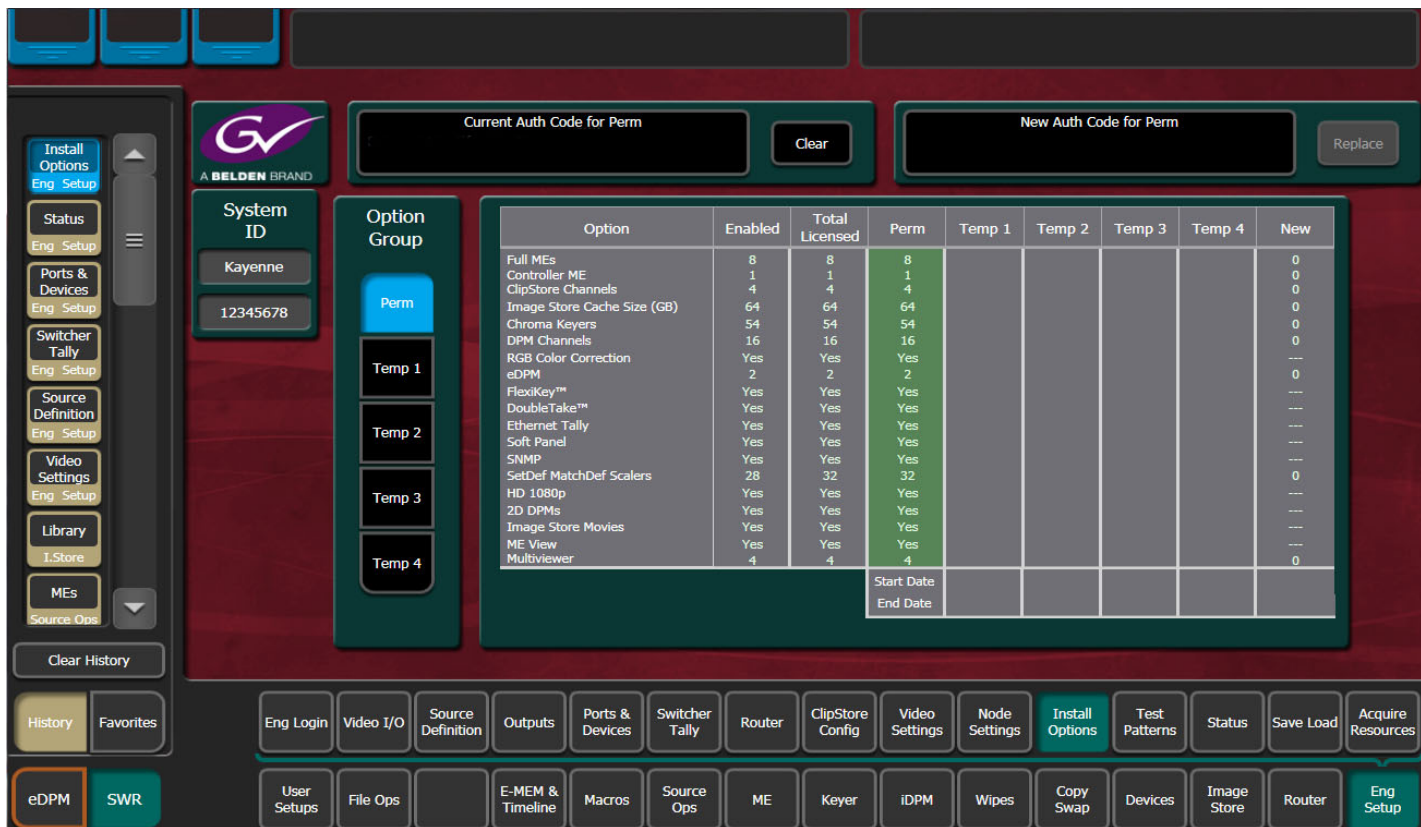 Install
Options
Eng Setup
Status
Eng Setup
Ports &
Devices
Eng Setup
Switcher
Tally
Eng Setup
Source
Definition
Eng Setup
Video
Settings
Eng Setup
Library
I.Store
MEs
Source Ops
Clear History
History Favorites
eDPM SWR
GV
A BELDEN BRAND
Current Auth Code for Perm
Clear
New Auth Code for Perm
Replace
System
ID
Kayenne
12345678
Option
Group
Perm
Temp 1
Temp 2
Temp 3
Temp 4
Option Enabled Total Licensed Perm Temp 1 Temp 2 Temp 3 Temp 4 New
Full MEs 8 8 8 0
Controller ME 1 1 1 0
ClipStore Channels 4 4 4 0
Image Store Cache Size (GB) 64 64 64 0
Chroma Keyers 54 54 54 0
DPM Channels 16 16 16 0
RGB Color Correction Yes Yes Yes ---
eDPM 2 2 2 0
FlexiKey™ Yes Yes Yes ---
DoubleTake™ Yes Yes Yes ---
Ethernet Tally Yes Yes Yes ---
Soft Panel Yes Yes Yes ---
SNMP Yes Yes Yes ---
SetDef MatchDef Scalers 28 32 32 0
HD 1080p Yes Yes Yes ---
2D DPMs Yes Yes Yes ---
Image Store Movies Yes Yes Yes ---
ME View Yes Yes Yes ---
Multiviewer 4 4 4 0
Start Date
End Date
Eng Login
Video I/O
Source
Definition
Outputs
Ports &
Devices
Switcher
Tally
Router
ClipStore
Config
Video
Settings
Node
Settings
Install
Options
Test
Patterns
Status
Save Load
Acquire
Resources
User
Setups
File Ops
E-MEM &
Timeline
Macros
Source
Ops
ME
Keyer
iDPM
Wipes
Copy
Swap
Devices
Image
Store
Router
Eng
Setup